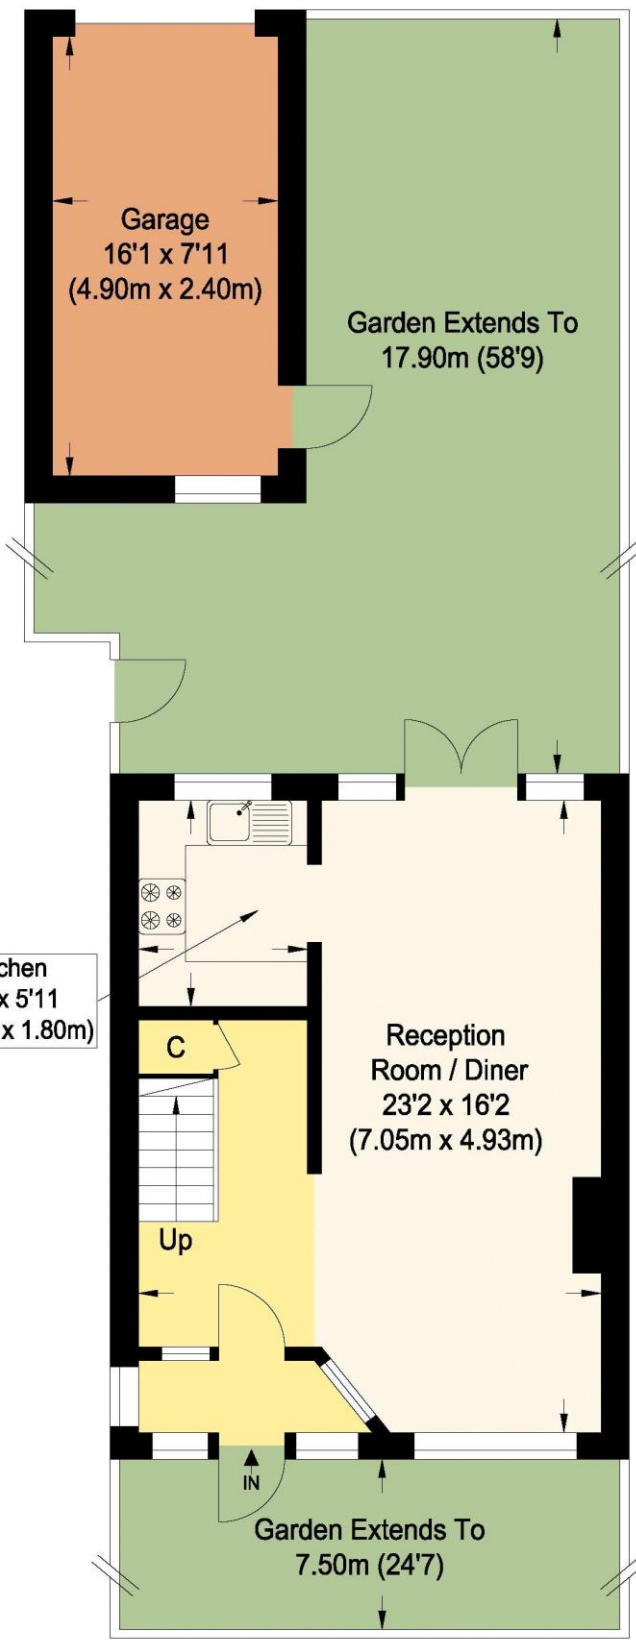 Garage
16'1 x 7'11
(4.90m x 2.40m)
Garden Extends To
17.90m (58'9)
chen
x 5'11
x 1.80m)
C
Reception
Room / Diner
23'2 x 16'2
(7.05m x 4.93m)
Up
IN
Garden Extends To
7.50m (24'7)